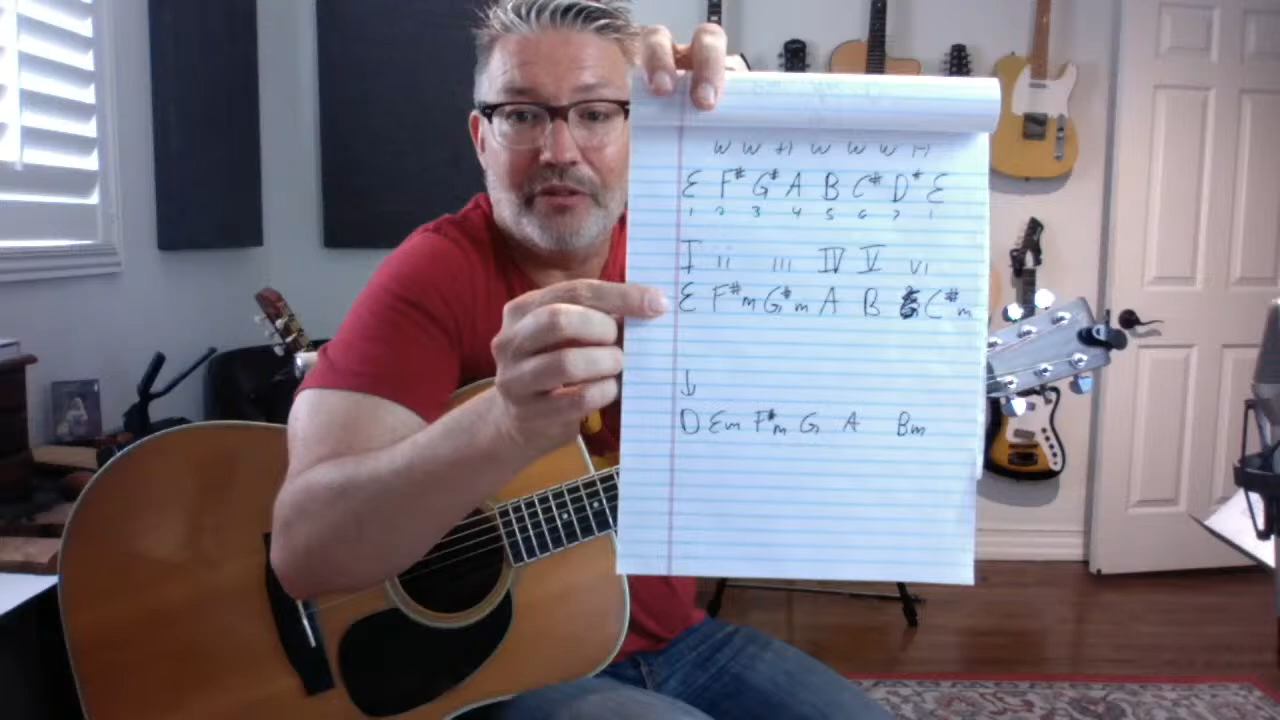 W W H W W W H
E F# G# A B C# D# E
1 2 3 4 5 6 7 1
I ii iii IV V vi
E F#m G#m A B C#m
↓
D Em F#m G A Bm